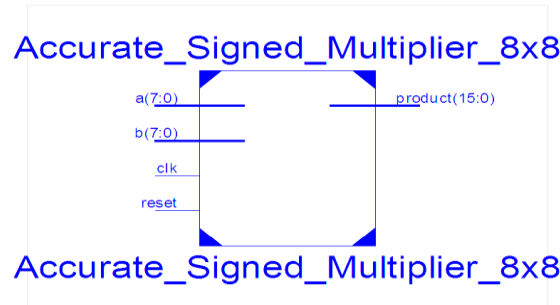 Accurate_Signed_Multiplier_8x8
a(7:0)
product(15:0)
b(7:0)
clk
reset
Accurate_Signed_Multiplier_8x8